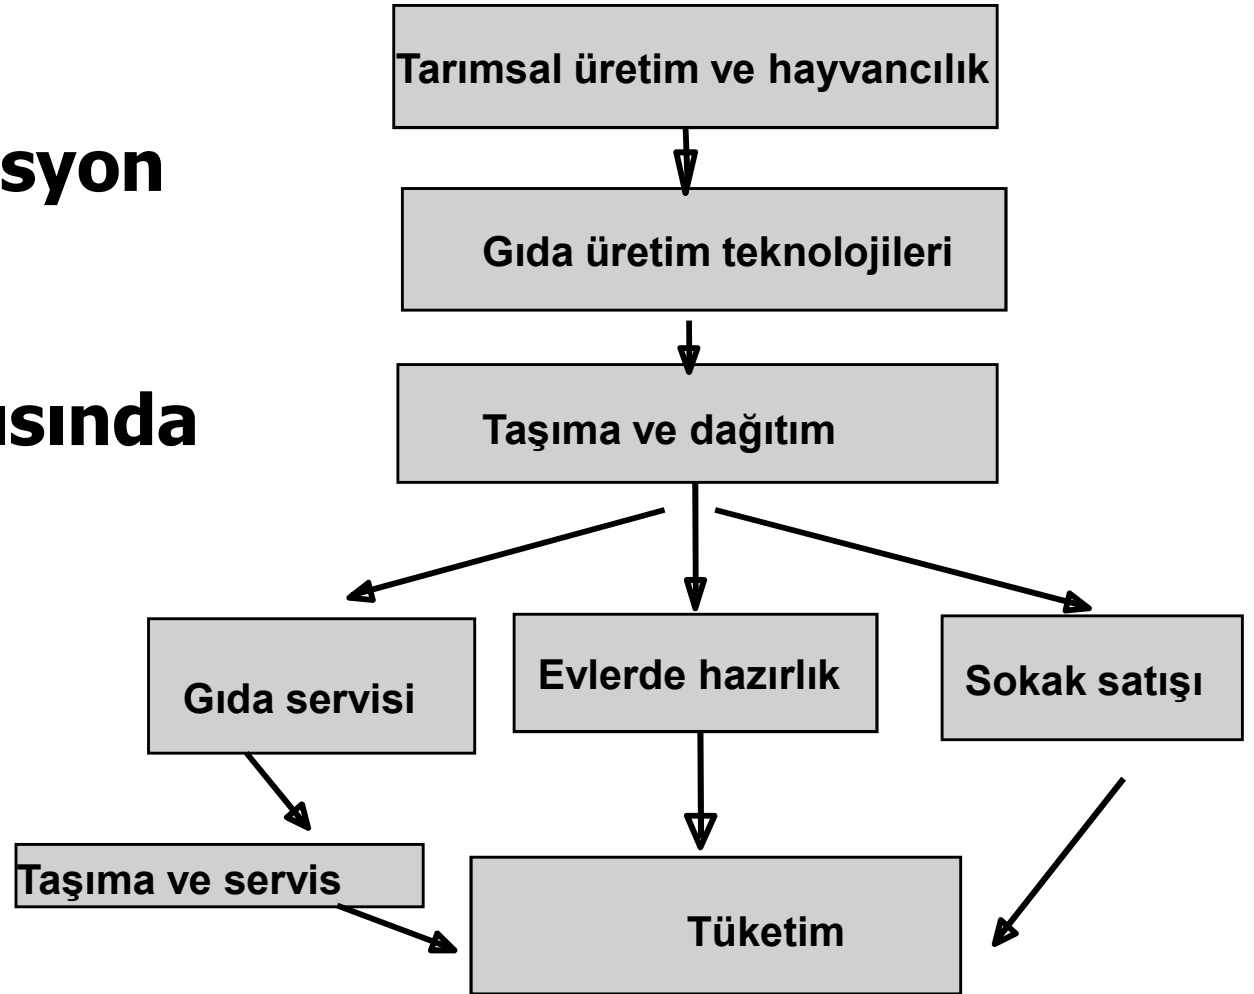 Tarımsal üretim ve hayvancılık
syon
Gıda üretim teknolojileri
ısında
Taşıma ve dağıtım
Gıda servisi
Evlerde hazırlık
Sokak satışı
Taşıma ve servis
Tüketim